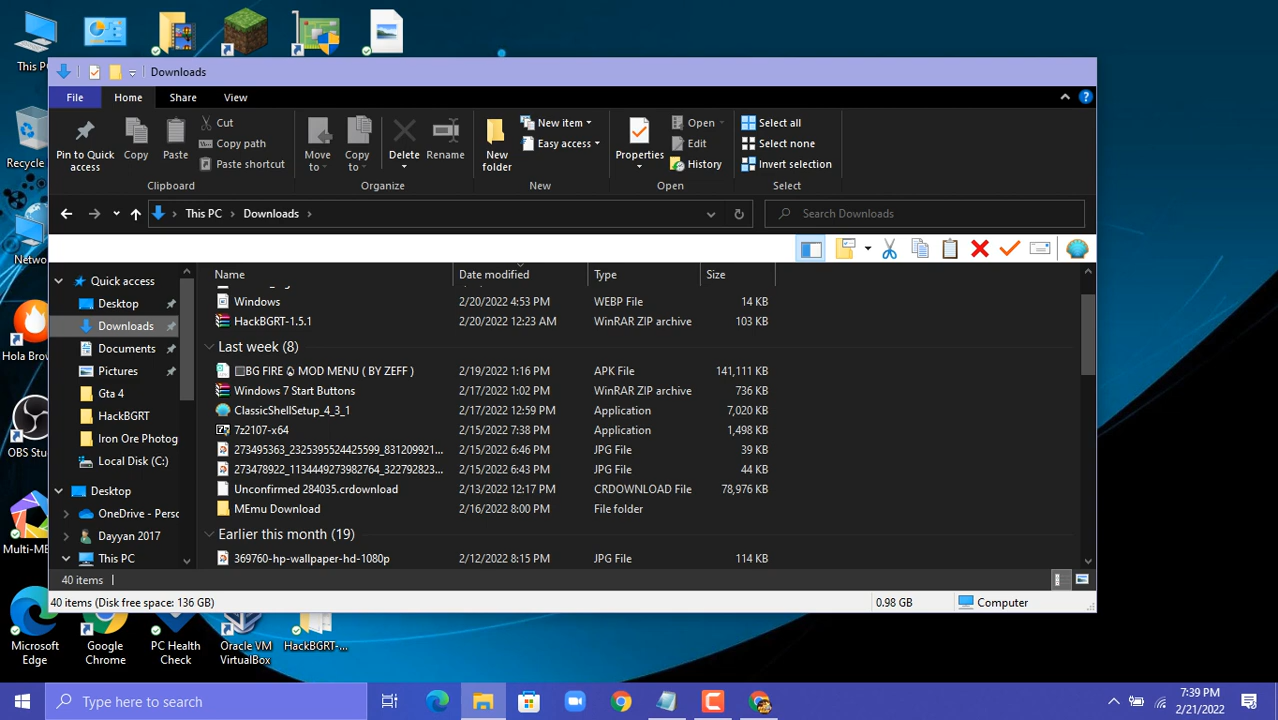 This P
Downloads
File Home Share View
Pin to Quick access
Copy
Paste
Cut
Copy path
Paste shortcut
Clipboard
Move to
Copy to
Delete
Rename
Organize
New folder
New item
Easy access
New
Properties
Open
Edit
History
Open
Select all
Select none
Invert selection
Select
This PC Downloads
Search Downloads
Recycle
Netwo
Hola Brow
OBS Stu
Multi-ME
Quick access
Desktop
Downloads
Documents
Pictures
Gta 4
HackBGRT
Iron Ore Photog
Local Disk (C:)
Desktop
OneDrive - Perso
Dayyan 2017
This PC
Name Date modified Type Size
Windows 2/20/2022 4:53 PM WEBP File 14 KB
HackBGRT-1.5.1 2/20/2022 12:23 AM WinRAR ZIP archive 103 KB
Last week (8)
BG FIRE MOD MENU ( BY ZEFF ) 2/19/2022 1:16 PM APK File 141,111 KB
Windows 7 Start Buttons 2/17/2022 1:02 PM WinRAR ZIP archive 736 KB
ClassicShellSetup_4_3_1 2/17/2022 12:59 PM Application 7,020 KB
7z2107-x64 2/15/2022 7:38 PM Application 1,498 KB
273495363_2325395524425599_831209921... 2/15/2022 6:46 PM JPG File 39 KB
273478922_1134449273982764_322792823... 2/15/2022 6:43 PM JPG File 44 KB
Unconfirmed 284035.crdownload 2/13/2022 12:17 PM CRDOWNLOAD File 78,976 KB
MEmu Download 2/16/2022 8:00 PM File folder
Earlier this month (19)
369760-hp-wallpaper-hd-1080p 2/12/2022 8:15 PM JPG File 114 KB
40 items
40 items (Disk free space: 136 GB) 0.98 GB Computer
Microsoft Edge
Google Chrome
PC Health Check
Oracle VM VirtualBox
HackBGRT-...
Type here to search
7:39 PM
2/21/2022